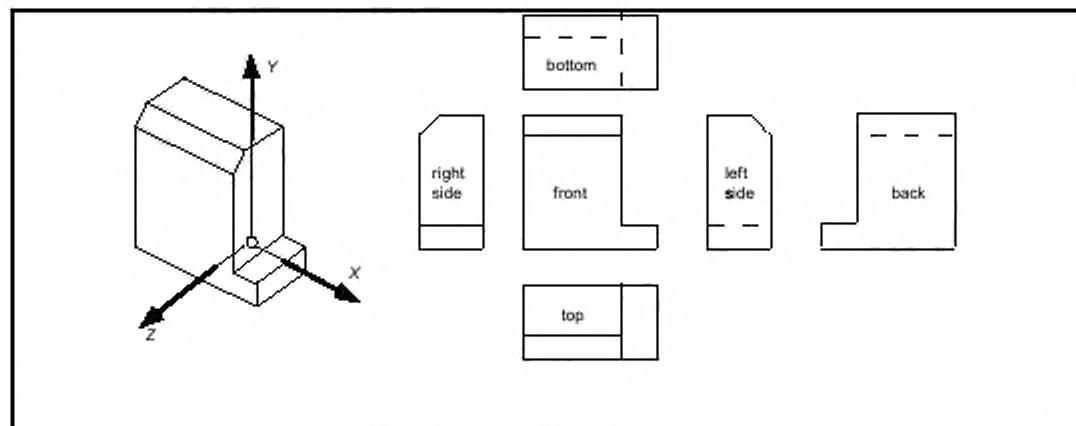 bottom
Y
right
side
front
left
side
back
X
Z
top